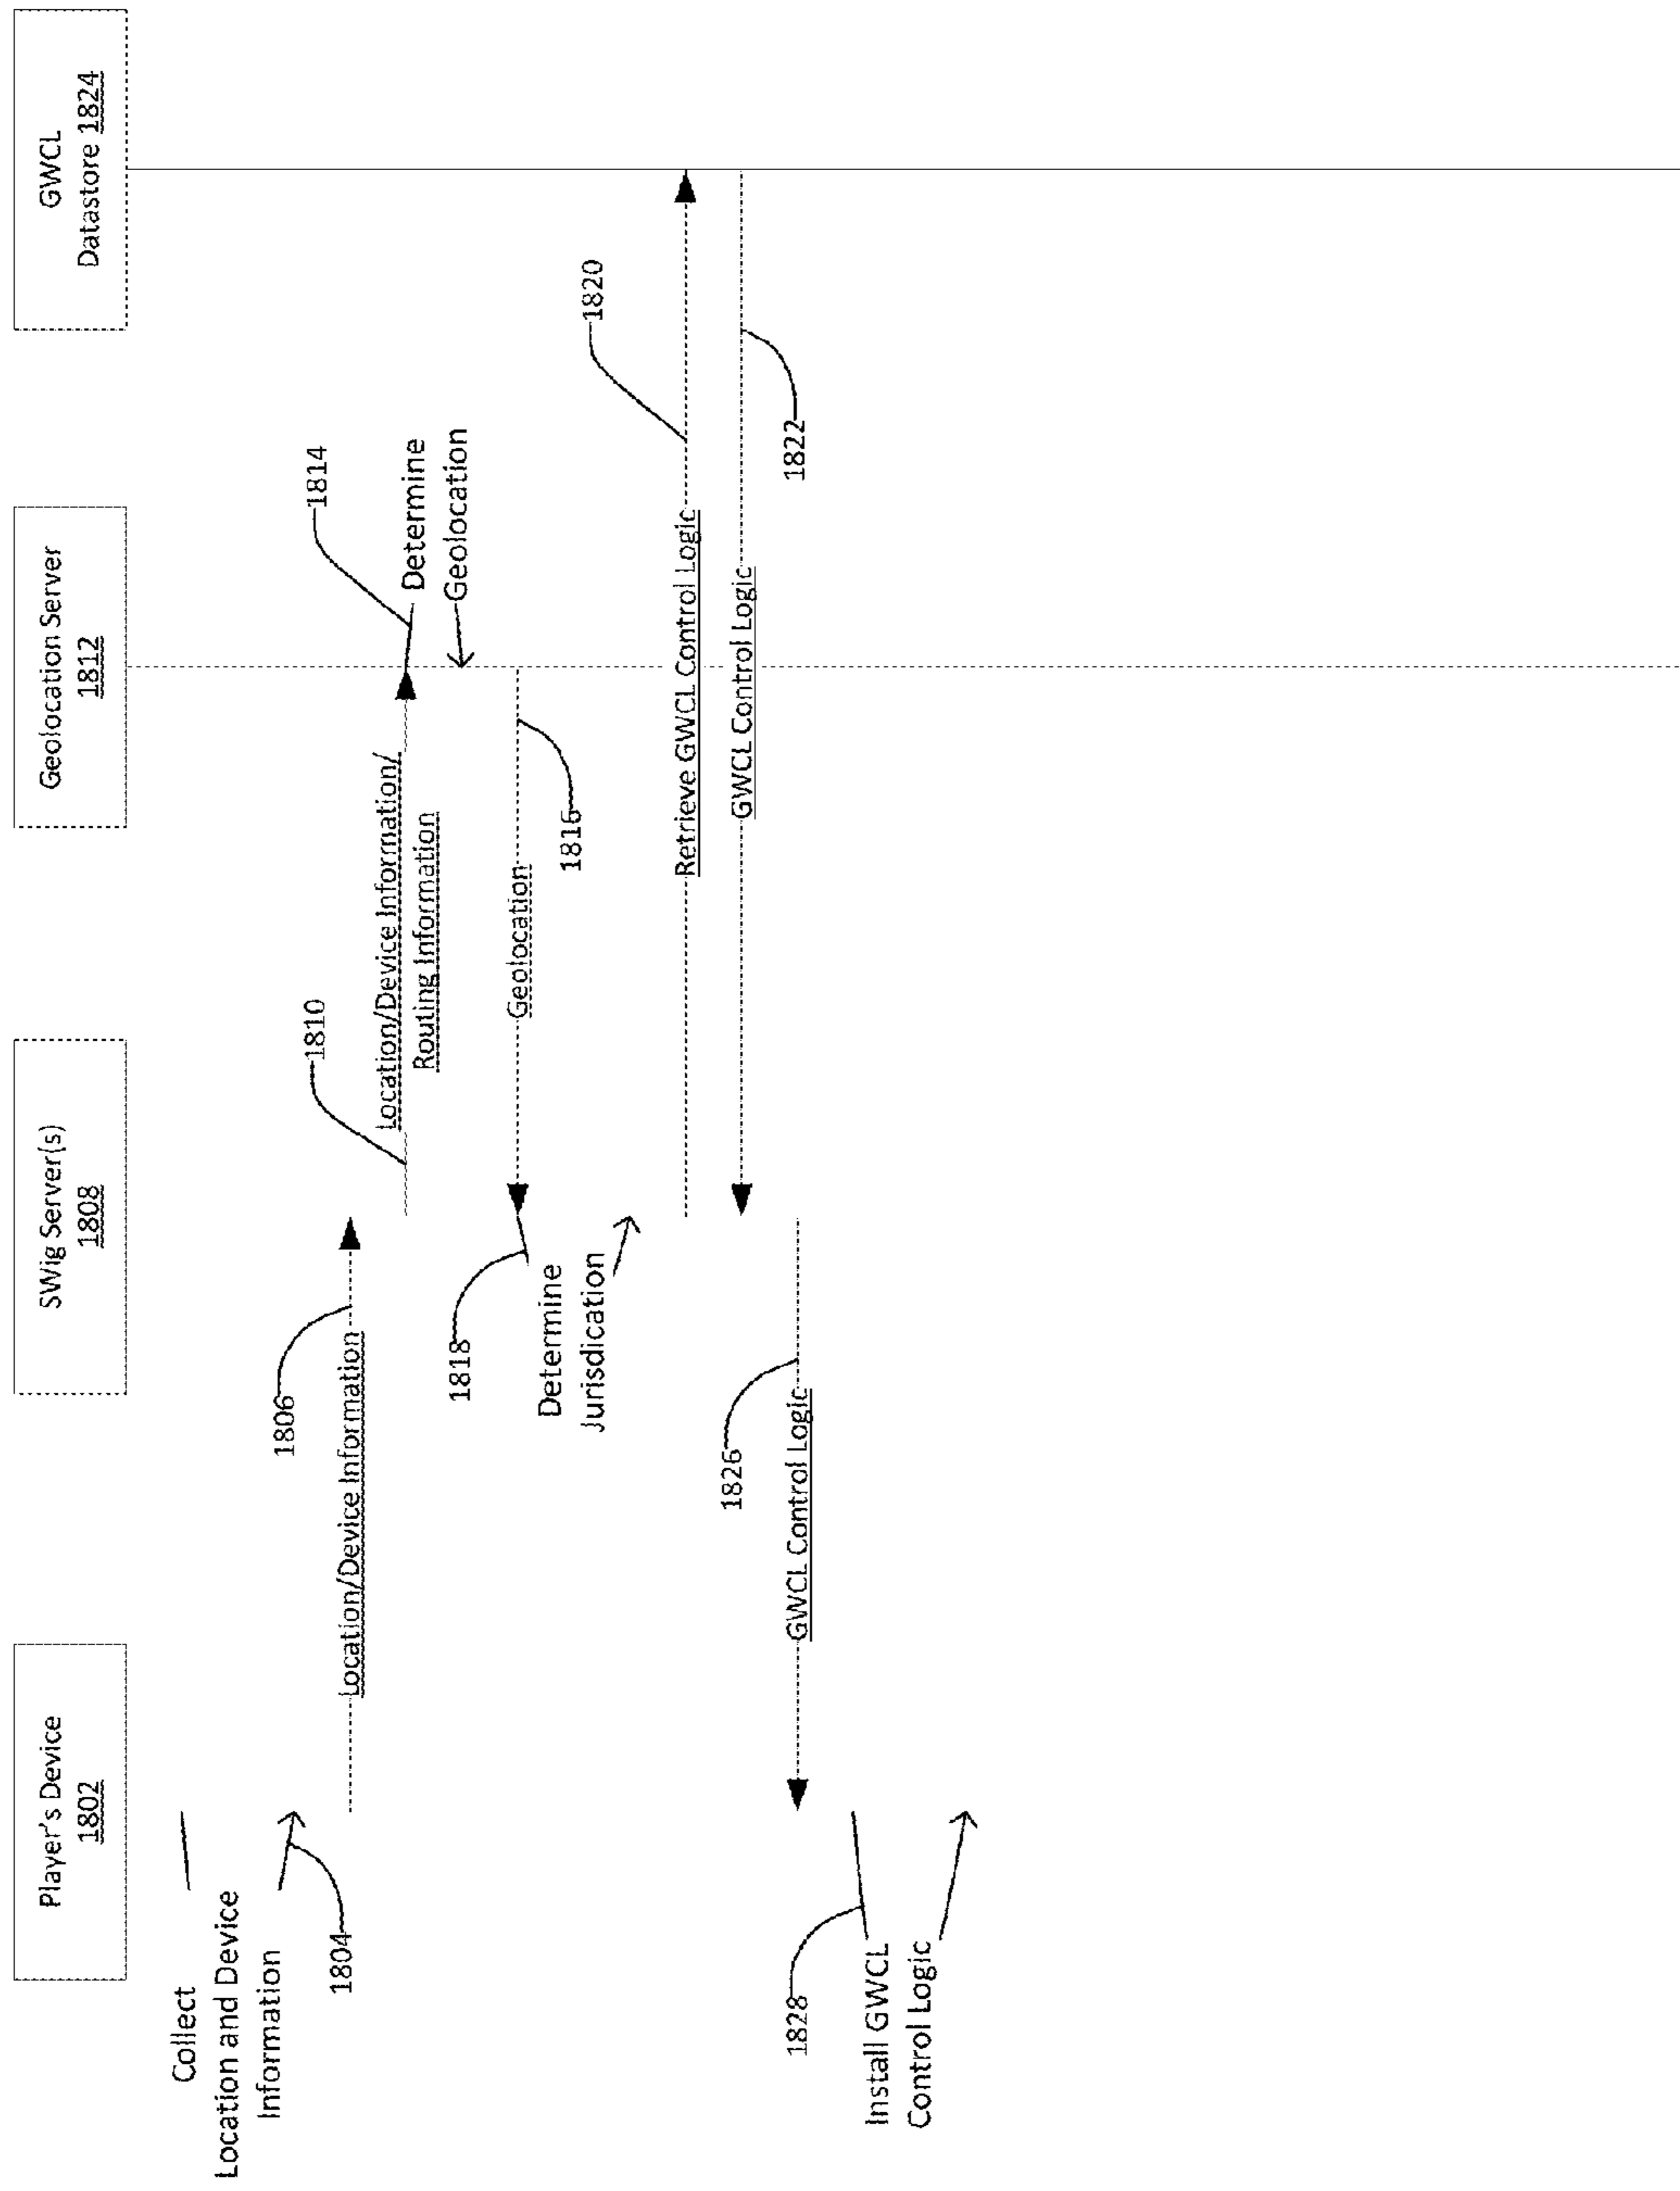 Player's Device
1802
SWig Server(s)
1808
Geolocation Server
1812
GWCL
Datastore 1824
Collect
Location and Device
Information
1804
1806
Location/Device Information
1810
Location/Device Information/
Routing Information
1814
Determine
Geolocation
Geolocation
1816
1818
Determine
Jurisdication
1820
Retrieve GWCL Control Logic
GWCL Control Logic
1822
1826
GWCL Control Logic
1828
Install GWCL
Control Logic